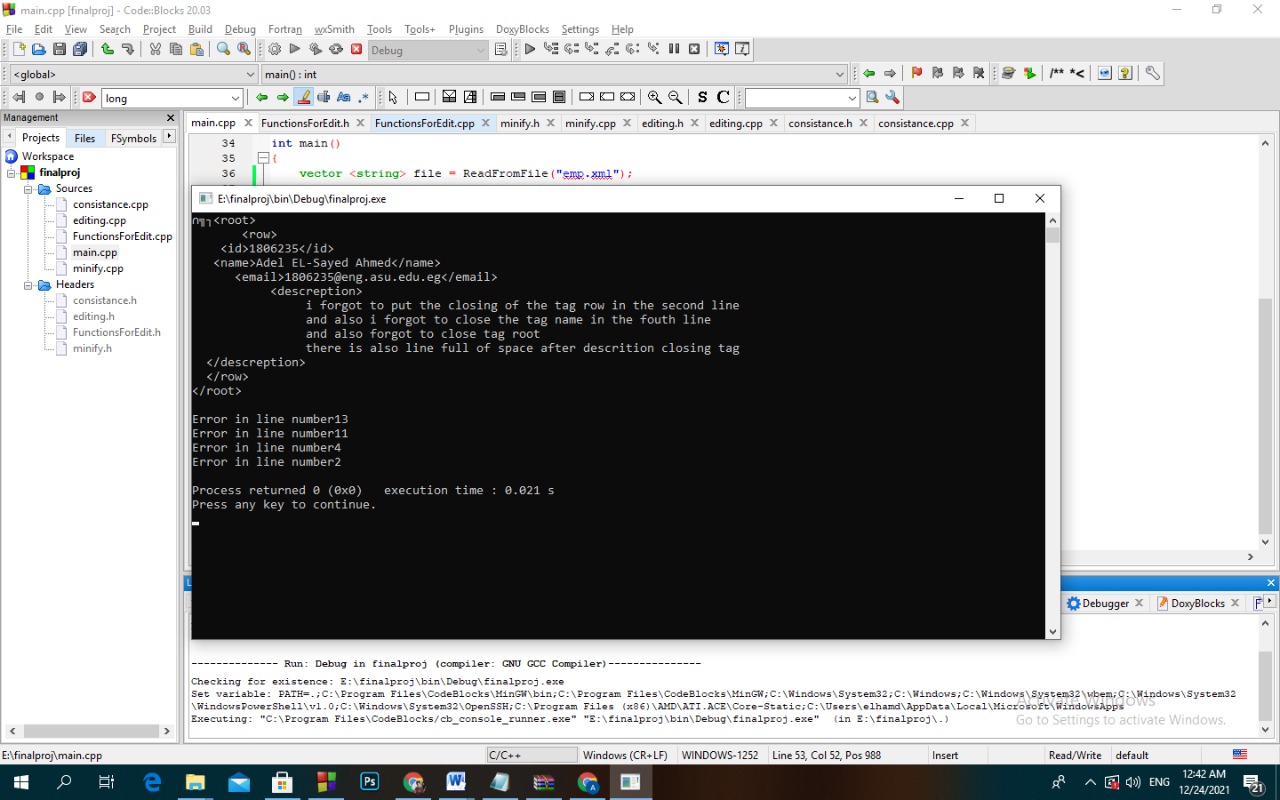 main.cpp [finalproj] - Code::Blocks 20.03
File Edit View Search Project Build Debug Fortran wxSmith Tools Tools+ Plugins DoxyBlocks Settings Help
Debug
<global> main() : int /** *<
long S C
Management
Projects Files FSymbols
main.cpp FunctionsForEdit.h FunctionsForEdit.cpp minify.h minify.cpp editing.h editing.cpp consistance.h consistance.cpp
Workspace
finalproj
Sources
consistance.cpp
editing.cpp
FunctionsForEdit.cpp
main.cpp
minify.cpp
Headers
consistance.h
editing.h
FunctionsForEdit.h
minify.h
34 int main()
35 {
36 vector <string> file = ReadFromFile("emp.xml");
E:\finalproj\bin\Debug\finalproj.exe
∩╗┐<root>
<row>
<id>1806235</id>
<name>Adel EL-Sayed Ahmed</name>
<email>1806235@eng.asu.edu.eg</email>
<descreption>
i forgot to put the closing of the tag row in the second line
and also i forgot to close the tag name in the fouth line
and also forgot to close tag root
there is also line full of space after descrition closing tag
</descreption>
</row>
</root>
Error in line number13
Error in line number11
Error in line number4
Error in line number2
Process returned 0 (0x0) execution time : 0.021 s
Press any key to continue.
Debugger DoxyBlocks F
-------------- Run: Debug in finalproj (compiler: GNU GCC Compiler)---------------
Checking for existence: E:\finalproj\bin\Debug\finalproj.exe
Set variable: PATH=.;C:\Program Files\CodeBlocks\MinGW\bin;C:\Program Files\CodeBlocks\MinGW;C:\Windows\System32;C:\Windows;C:\Windows\System32\wbem;C:\Windows\System32
\WindowsPowerShell\v1.0;C:\Windows\System32\OpenSSH;C:\Program Files (x86)\AMD\ATI.ACE\Core-Static;C:\Users\elhamd\AppData\Local\Microsoft\WindowsApps
Executing: "C:\Program Files\CodeBlocks/cb_console_runner.exe" "E:\finalproj\bin\Debug\finalproj.exe" (in E:\finalproj\.)
Activate Windows
Go to Settings to activate Windows.
E:\finalproj\main.cpp C/C++ Windows (CR+LF) WINDOWS-1252 Line 53, Col 52, Pos 988 Insert Read/Write default
Ps W A ENG 12:42 AM
12/24/2021 21